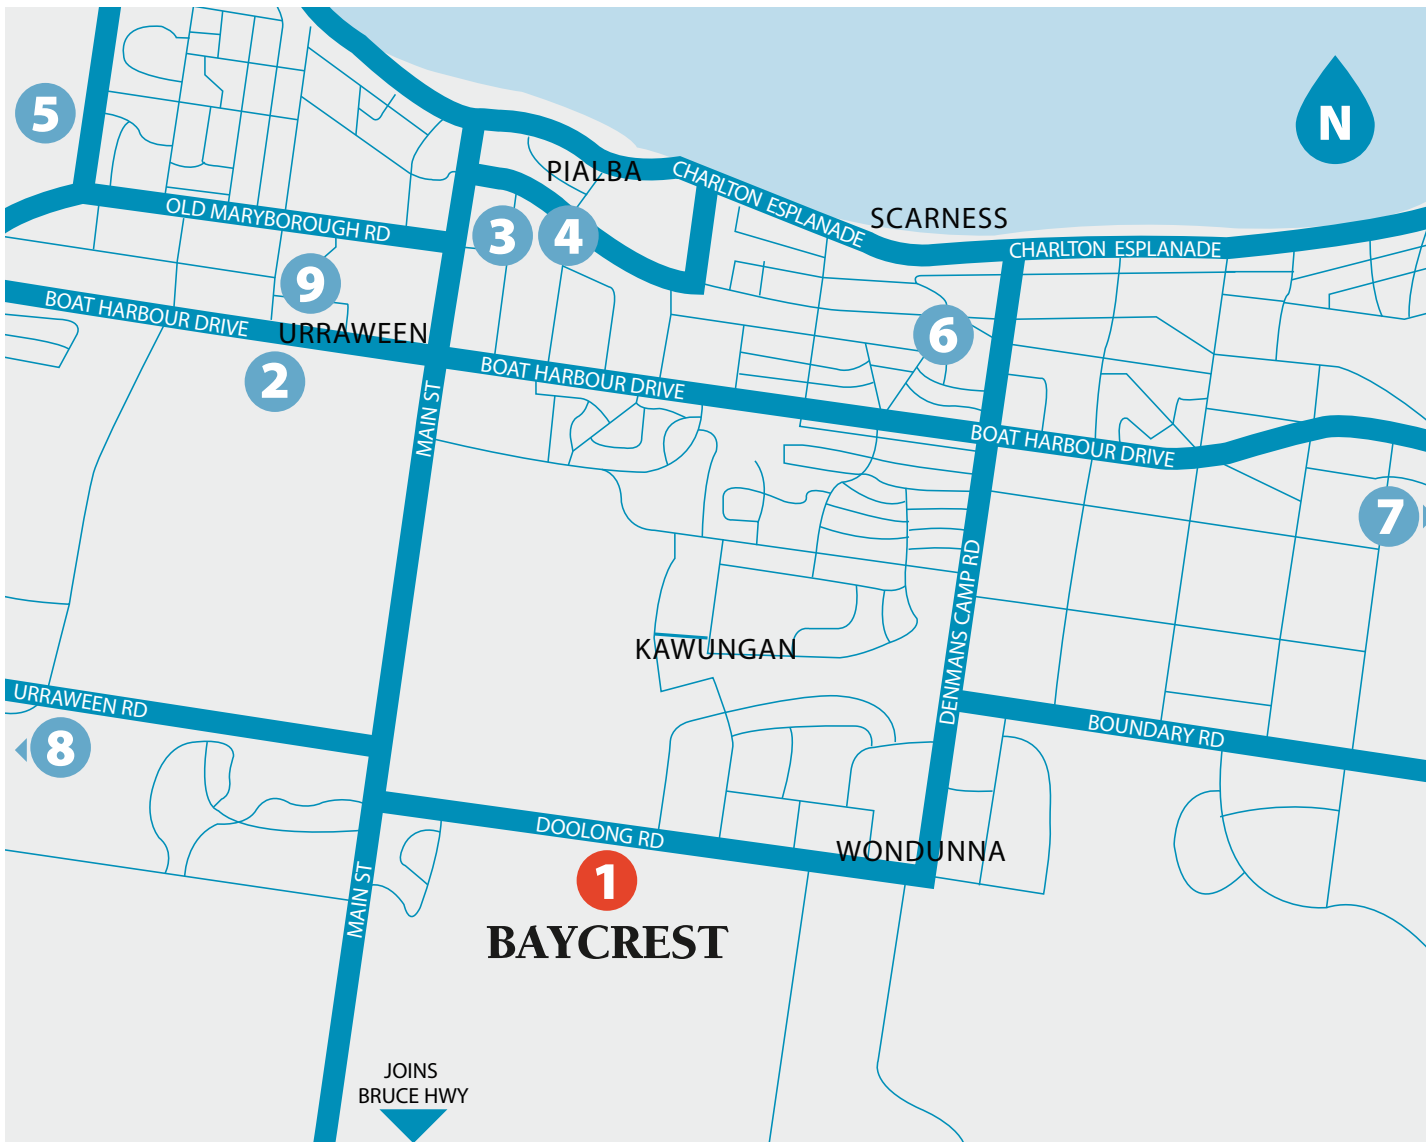 N
5
PIALBA
CHARLTON ESPLANADE
SCARNESS
OLD MARYBOROUGH RD
3
4
CHARLTON ESPLANADE
9
BOAT HARBOUR DRIVE
URRAWEEN
6
2
BOAT HARBOUR DRIVE
MAIN ST
BOAT HARBOUR DRIVE
7
DENMANS CAMP RD
KAWUNGAN
URRAWEEN RD
8
BOUNDARY RD
DOOLONG RD
WONDUNNA
1
MAIN ST
BAYCREST
JOINS
BRUCE HWY